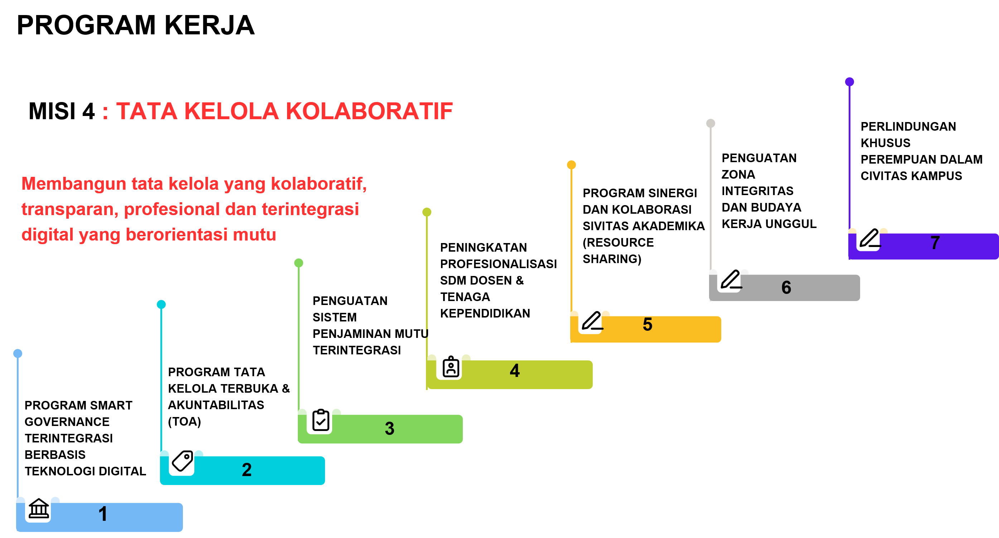 PROGRAM KERJA
MISI 4 : TATA KELOLA KOLABORATIF
Membangun tata kelola yang kolaboratif,
transparan, profesional dan terintegrasi
digital yang berorientasi mutu
PROGRAM SMART
GOVERNANCE
TERINTEGRASI
BERBASIS
TEKNOLOGI DIGITAL
1
PROGRAM TATA
KELOLA TERBUKA &
AKUNTABILITAS
(TOA)
2
PENGUATAN
SISTEM
PENJAMINAN MUTU
TERINTEGRASI
3
PENINGKATAN
PROFESIONALISASI
SDM DOSEN &
TENAGA
KEPENDIDIKAN
4
PROGRAM SINERGI
DAN KOLABORASI
SIVITAS AKADEMIKA
(RESOURCE
SHARING)
5
PENGUATAN
ZONA
INTEGRITAS
DAN BUDAYA
KERJA UNGGUL
6
PERLINDUNGAN
KHUSUS
PEREMPUAN DALAM
CIVITAS KAMPUS
7